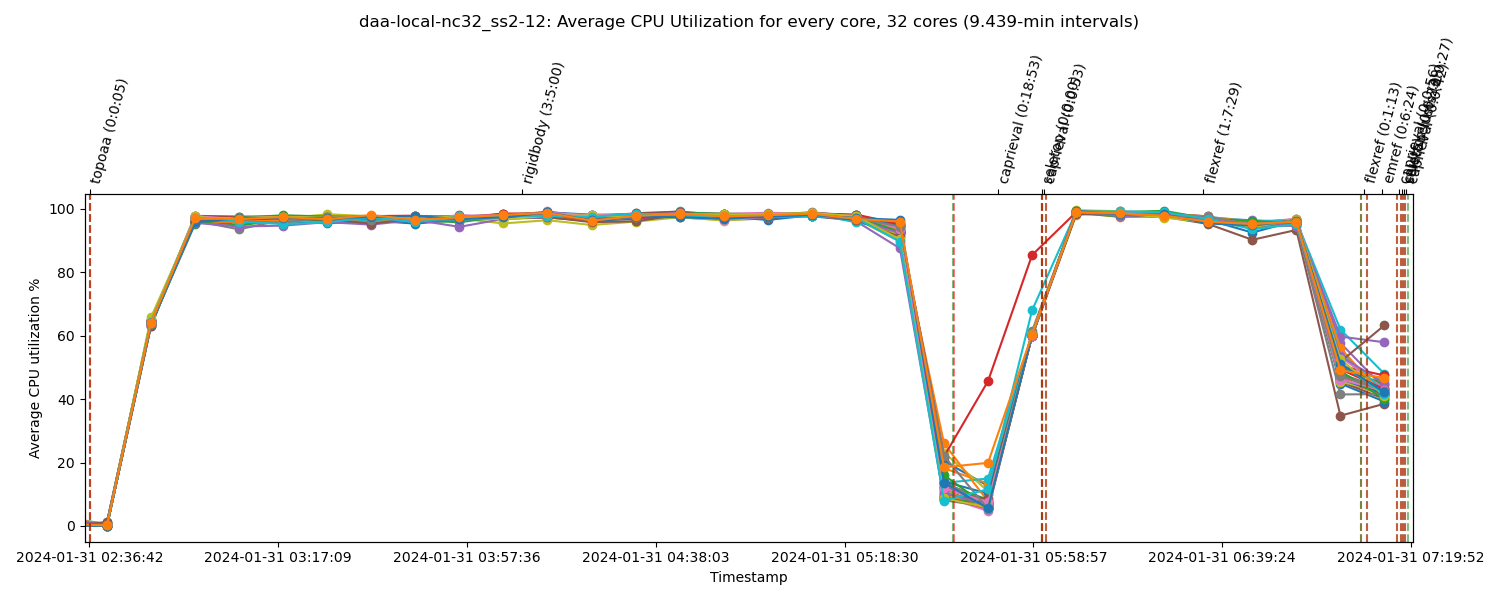 daa-local-nc32_ss2-12: Average CPU Utilization for every core, 32 cores (9.439-min intervals)
topoaa (0:0:05)
rigidbody (3:5:00)
caprieval (0:18:53)
caprieval (0:0:53)
flexref (1:7:29)
flexref (1:13)
emref (0:6:24)
Average CPU utilization %
100
80
60
40
20
0
2024-01-31 02:36:42
2024-01-31 03:17:09
2024-01-31 03:57:36
2024-01-31 04:38:03
2024-01-31 05:18:30
2024-01-31 05:58:57
2024-01-31 06:39:24
2024-01-31 07:19:52
Timestamp